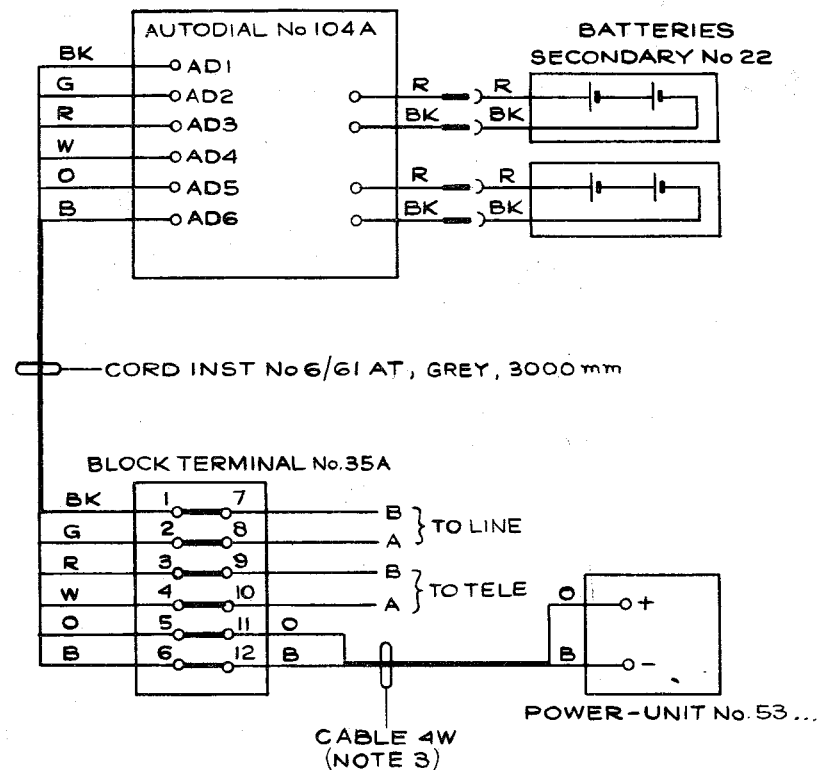 AUTODIAL No 104A
BATTERIES
SECONDARY No 22
BK AD1
G AD2 R R
R AD3 BK BK
W AD4
O AD5 R R
B AD6 BK BK
CORD INST No 6/61 AT, GREY, 3000 mm
BLOCK TERMINAL No. 35A
BK 1 7 B
G 2 8 A TO LINE
R 3 9 B
W 4 10 A TO TELE
O 5 11 O O +
B 6 12 B B -
POWER-UNIT No. 53...
CABLE 4W
(NOTE 3)